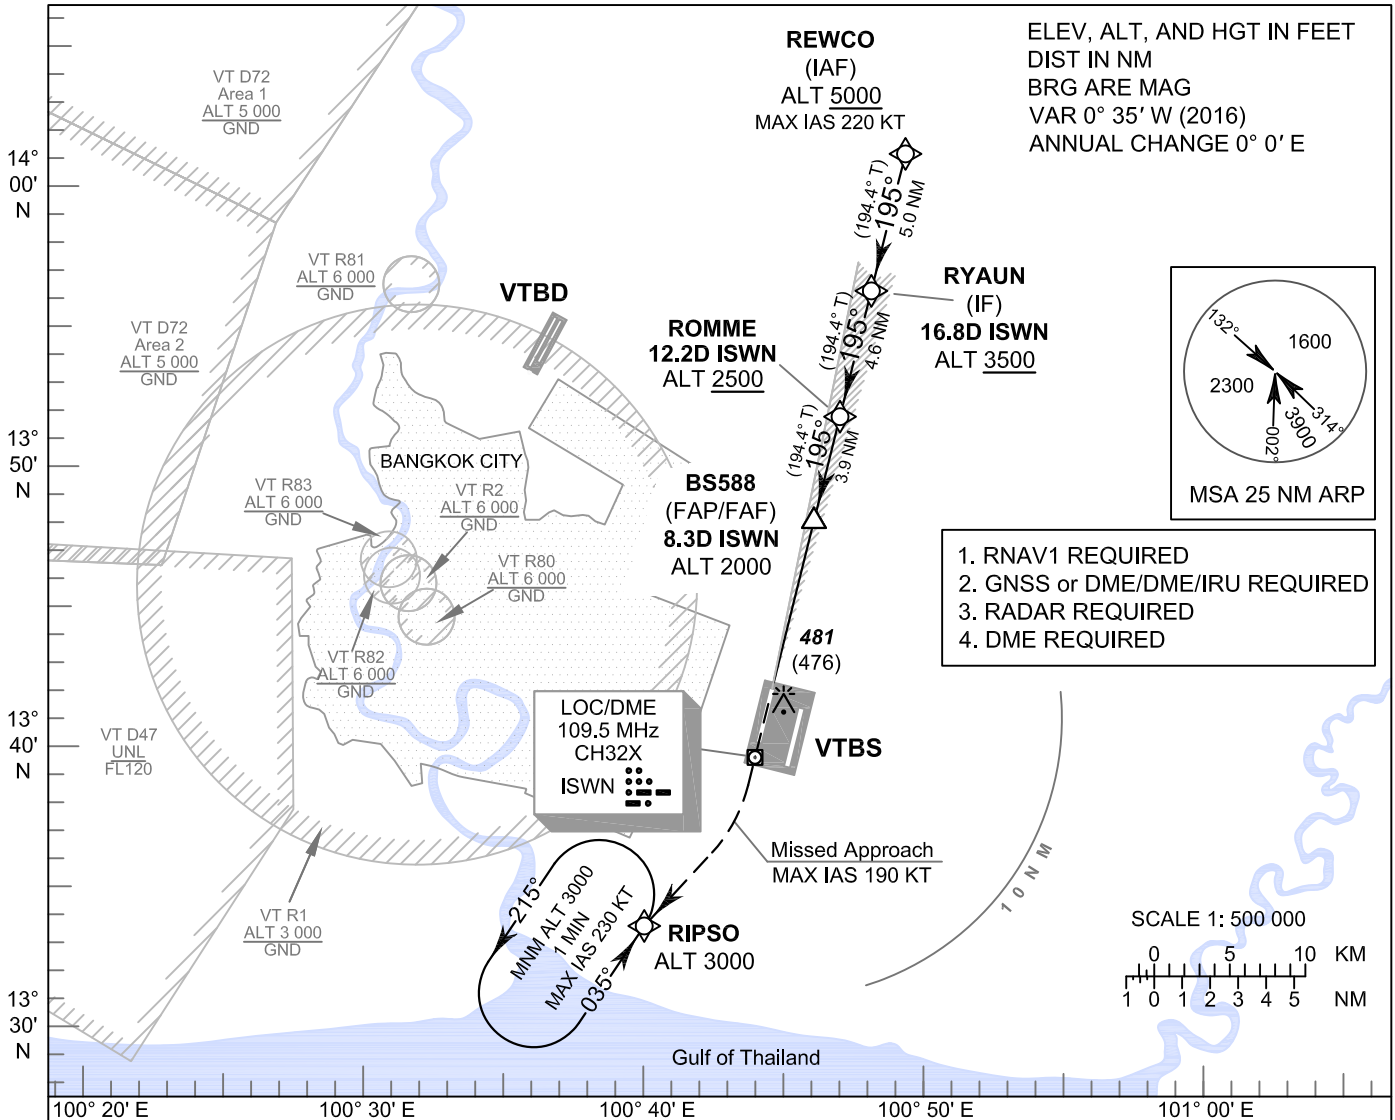 ELEV, ALT, AND HGT IN FEET
DIST IN NM
BRG ARE MAG
VAR 0° 35' W (2016)
ANNUAL CHANGE 0° 0' E
REWCO
(IAF)
ALT 5000
MAX IAS 220 KT
VT D72
Area 1
ALT 5 000
GND
14°
00'
N
(194.4° T)
195°
5.0 NM
VT R81
ALT 6 000
GND
VTBD
RYAUN
(IF)
16.8D ISWN
ALT 3500
VT D72
Area 2
ALT 5 000
GND
ROMME
12.2D ISWN
ALT 2500
(194.4° T)
195°
4.6 NM
132°
1600
2300
3900
314°
002°
MSA 25 NM ARP
13°
50'
N
BANGKOK CITY
(194.4° T)
195°
3.9 NM
VT R83
ALT 6 000
GND
VT R2
ALT 6 000
GND
BS588
(FAP/FAF)
8.3D ISWN
ALT 2000
VT R80
ALT 6 000
GND
1. RNAV1 REQUIRED
2. GNSS or DME/DME/IRU REQUIRED
3. RADAR REQUIRED
4. DME REQUIRED
481
(476)
VT R82
ALT 6 000
GND
LOC/DME
109.5 MHz
CH32X
ISWN
VTBS
13°
40'
N
VT D47
UNL
FL120
Missed Approach
MAX IAS 190 KT
10 NM
VT R1
ALT 3 000
GND
215°
MNM ALT 3000
1 MIN
MAX IAS 230 KT
035°
RIPSO
ALT 3000
SCALE 1: 500 000
0 5 10 KM
1 0 1 2 3 4 5 NM
13°
30'
N
Gulf of Thailand
100° 20' E
100° 30' E
100° 40' E
100° 50' E
101° 00' E